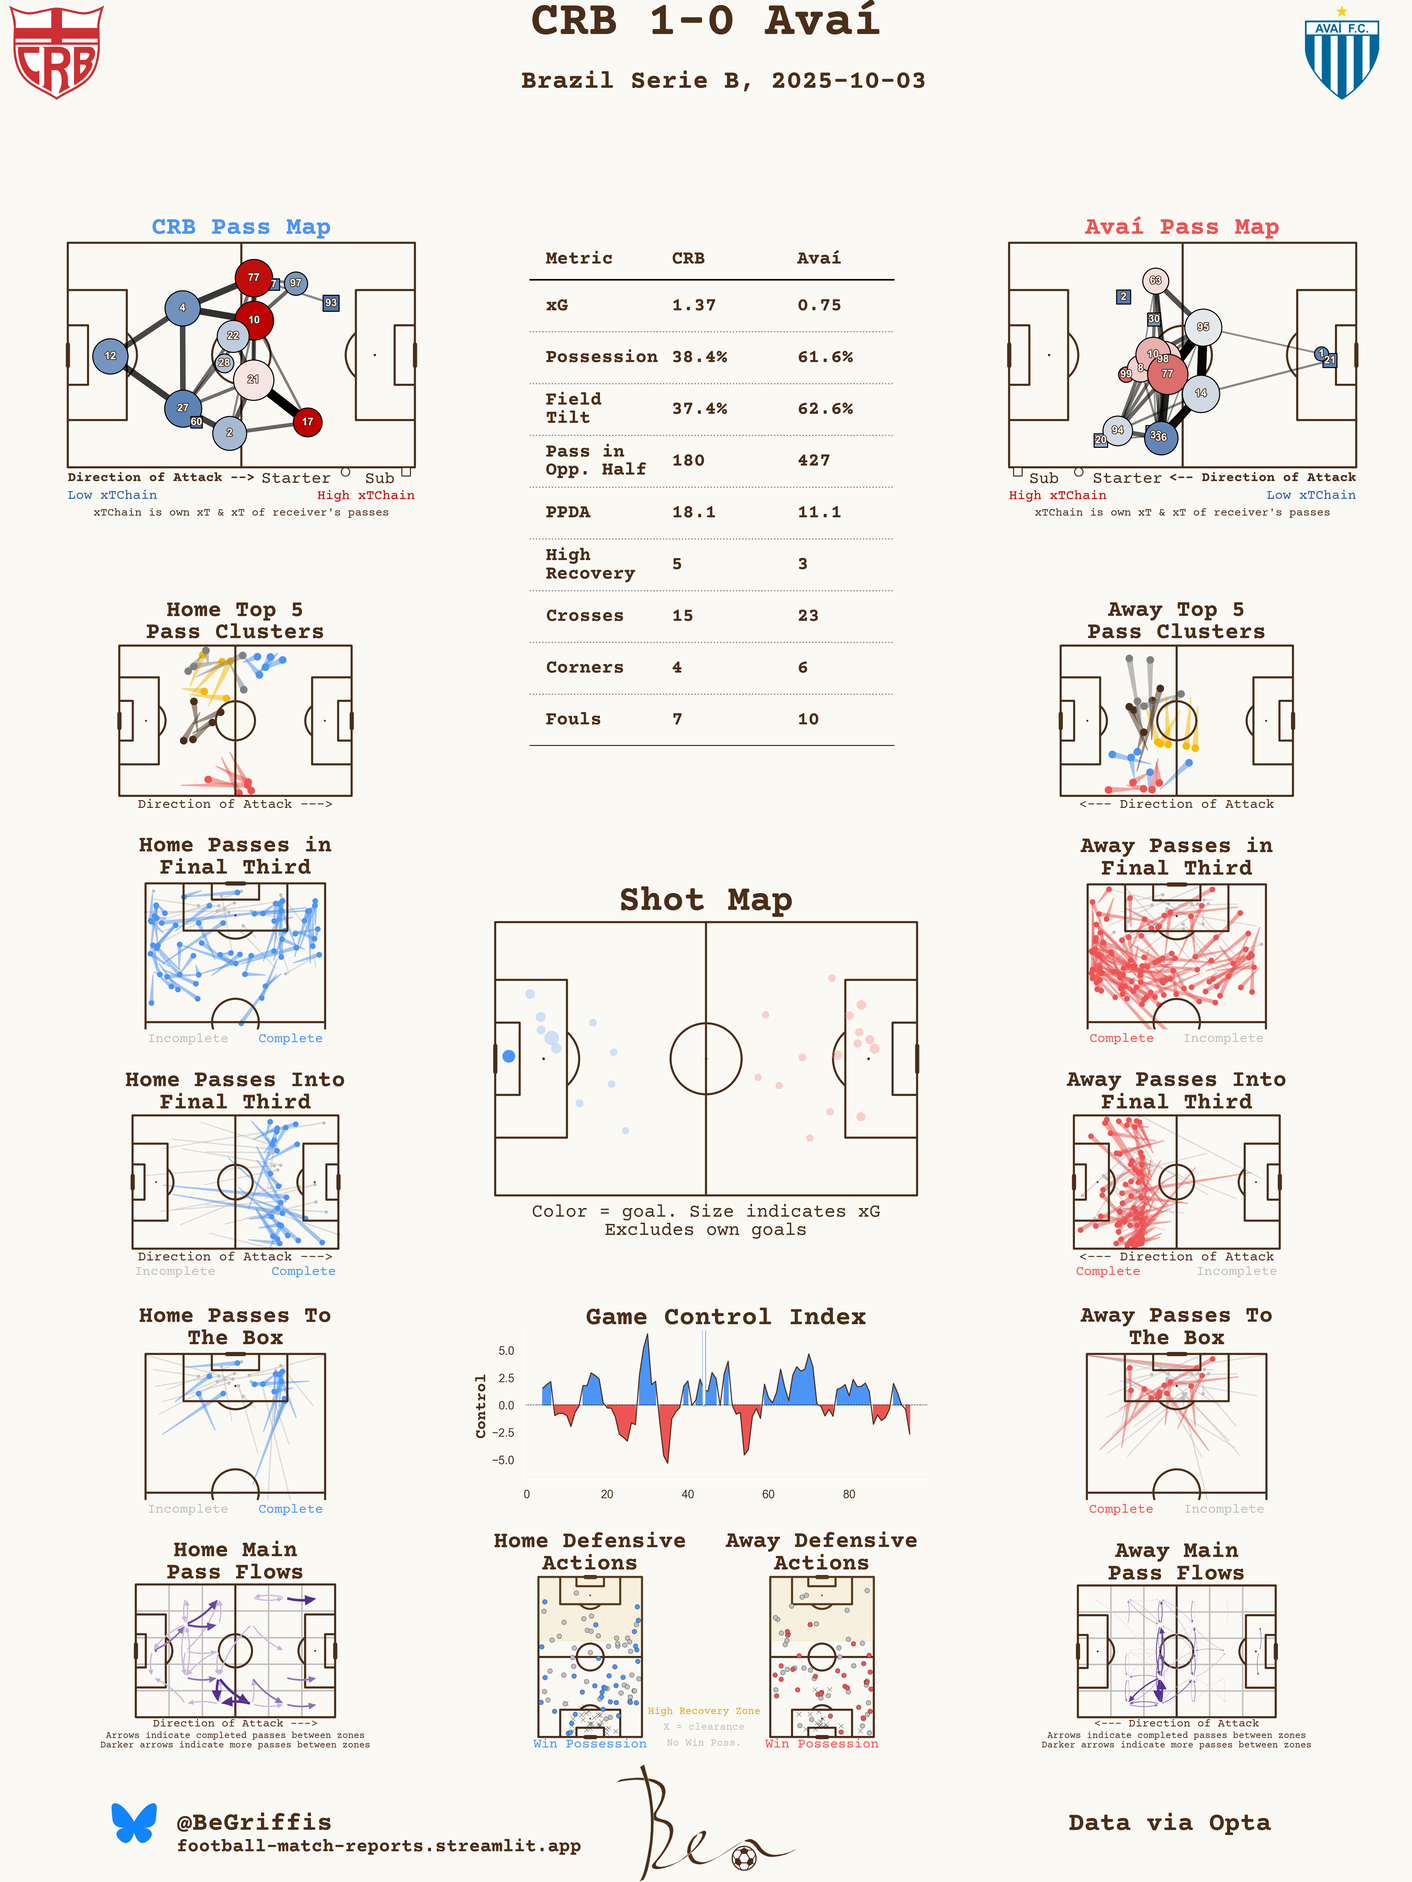 CRB 1-0 Avaí
Brazil Serie B, 2025-10-03
CRB
AVAÍ F.C.
CRB Pass Map
77
7
97
93
4
10
22
12
28
21
27
60
2
17
Direction of Attack --> Starter Sub
Low xTChain High xTChain
xTChain is own xT & xT of receiver's passes
Metric CRB Avaí
xG 1.37 0.75
Possession 38.4% 61.6%
Field
Tilt 37.4% 62.6%
Pass in
Opp. Half 180 427
PPDA 18.1 11.1
High
Recovery 5 3
Crosses 15 23
Corners 4 6
Fouls 7 10
Avaí Pass Map
63
2
30
95
10
98
1
21
99
8
77
14
94
20
36
Sub Starter <-- Direction of Attack
High xTChain Low xTChain
xTChain is own xT & xT of receiver's passes
Home Top 5
Pass Clusters
Direction of Attack --->
Away Top 5
Pass Clusters
<--- Direction of Attack
Home Passes in
Final Third
Incomplete Complete
Away Passes in
Final Third
Complete Incomplete
Shot Map
Color = goal. Size indicates xG
Excludes own goals
Home Passes Into
Final Third
Direction of Attack --->
Incomplete Complete
Away Passes Into
Final Third
<--- Direction of Attack
Complete Incomplete
Home Passes To
The Box
Incomplete Complete
Game Control Index
Control
5.0
2.5
0.0
−2.5
−5.0
0 20 40 60 80
Away Passes To
The Box
Complete Incomplete
Home Main
Pass Flows
Direction of Attack --->
Arrows indicate completed passes between zones
Darker arrows indicate more passes between zones
Home Defensive
Actions
Win Possession
Away Defensive
Actions
Win Possession
High Recovery Zone
X = clearance
No Win Poss.
Away Main
Pass Flows
<--- Direction of Attack
Arrows indicate completed passes between zones
Darker arrows indicate more passes between zones
@BeGriffis
football-match-reports.streamlit.app
Ben
Data via Opta